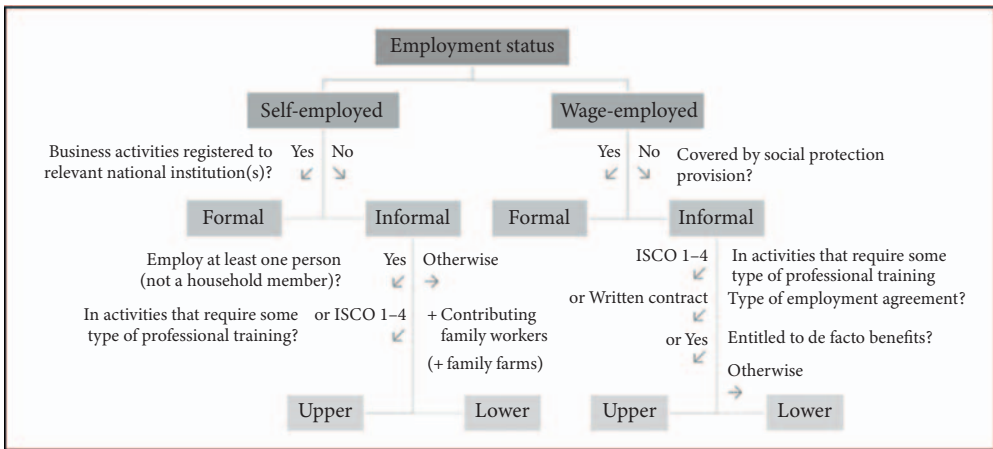 Employment status
Self-employed
Wage-employed
Business activities registered to
relevant national institution(s)?
Yes
No
Yes
No
Covered by social protection
provision?
Formal
Informal
Formal
Informal
Employ at least one person
(not a household member)?
Yes
Otherwise
In activities that require some
type of professional training?
or ISCO 1–4
+ Contributing
family workers
(+ family farms)
ISCO 1–4
In activities that require some
type of professional training
or Written contract
Type of employment agreement?
or Yes
Entitled to de facto benefits?
Otherwise
Upper
Lower
Upper
Lower